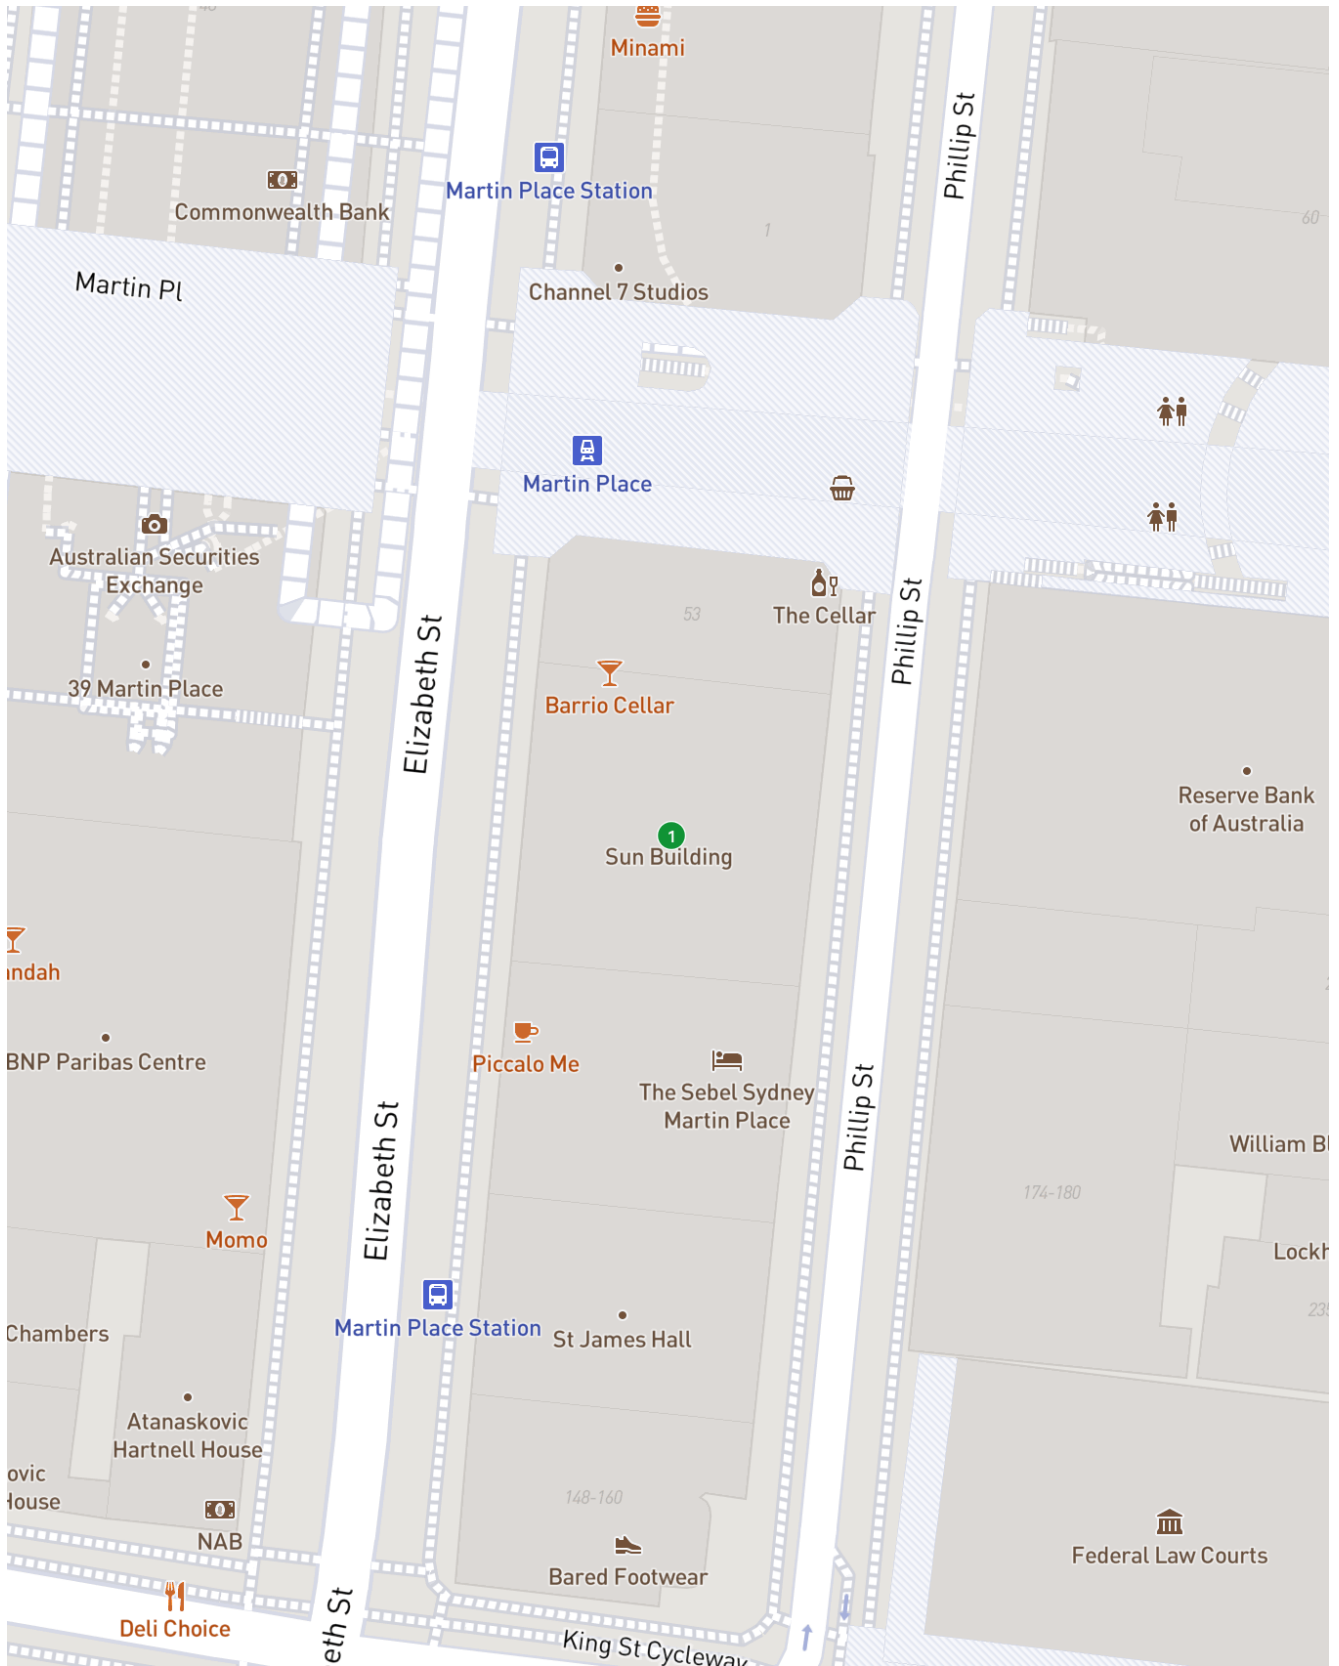 Minami
Phillip St
Martin Place Station
Commonwealth Bank
1
60
Martin Pl
Channel 7 Studios
Martin Place
Australian Securities
Exchange
The Cellar
53
Phillip St
39 Martin Place
Barrio Cellar
Elizabeth St
Reserve Bank
of Australia
1
Sun Building
andah
BNP Paribas Centre
Piccalo Me
The Sebel Sydney
Martin Place
Phillip St
William Bl
Elizabeth St
174-180
Momo
Lockh
235
Martin Place Station
St James Hall
Chambers
Atanaskovic
Hartnell House
ovic
House
148-160
NAB
Bared Footwear
Federal Law Courts
Deli Choice
eth St
King St Cycleway